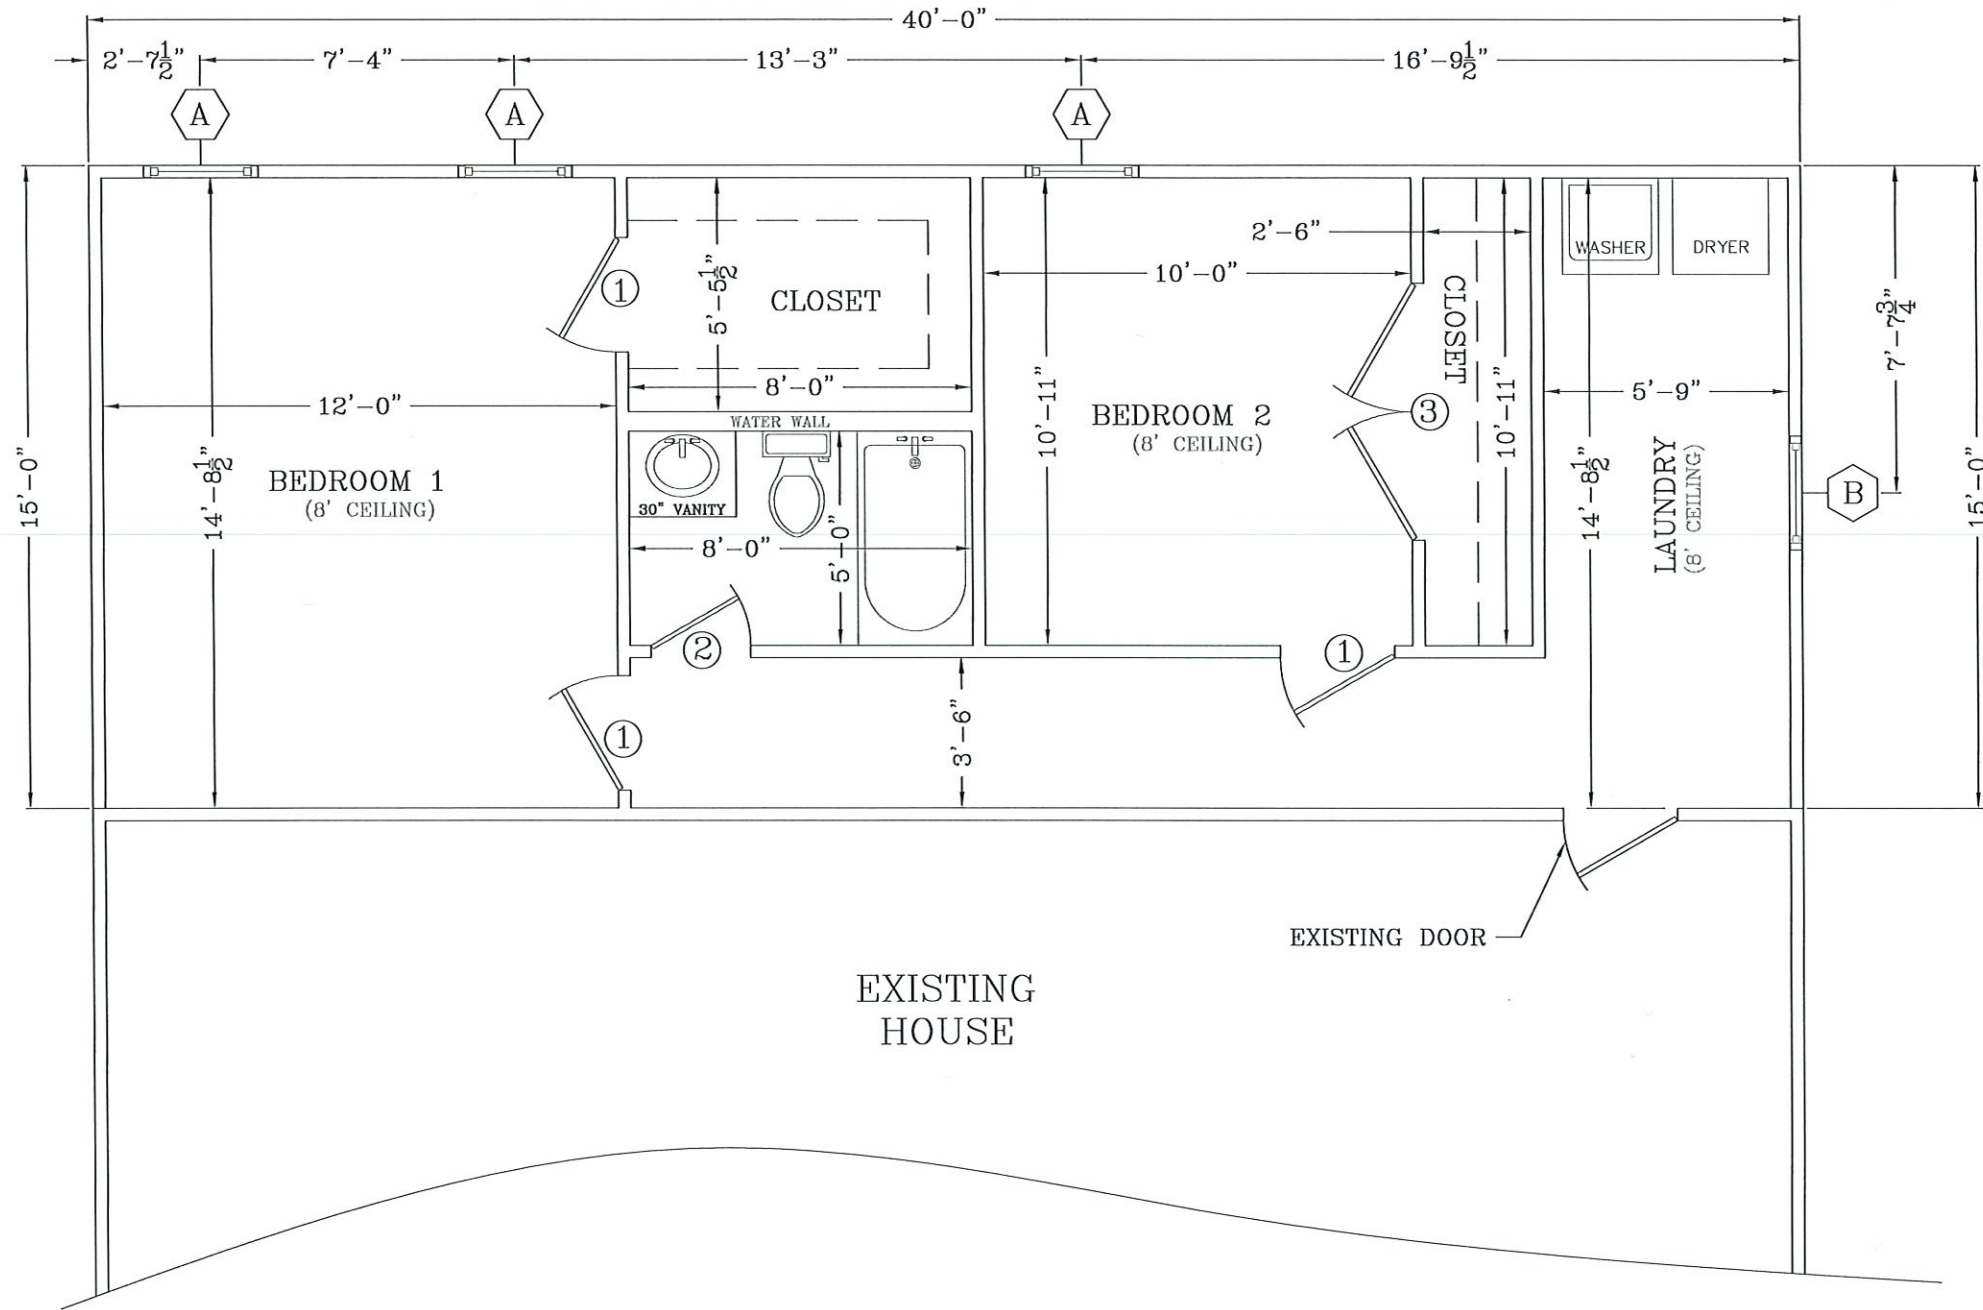 40'-0"
2'-7½" 7'-4" 13'-3" 16'-9½"
A A A
2'-6"
WASHER DRYER
1
5'-5½"
CLOSET
10'-0"
CLOSET
7'-7¾"
8'-0"
12'-0"
WATER WALL
10'-11"
BEDROOM 2
(8' CEILING)
3
10'-11"
5'-9"
15'-0"
14'-8½"
BEDROOM 1
(8' CEILING)
30" VANITY
8'-0"
5'-0"
14'-8½"
LAUNDRY
(8' CEILING)
B
15'-0"
2
1
1
3'-6"
EXISTING DOOR
EXISTING
HOUSE